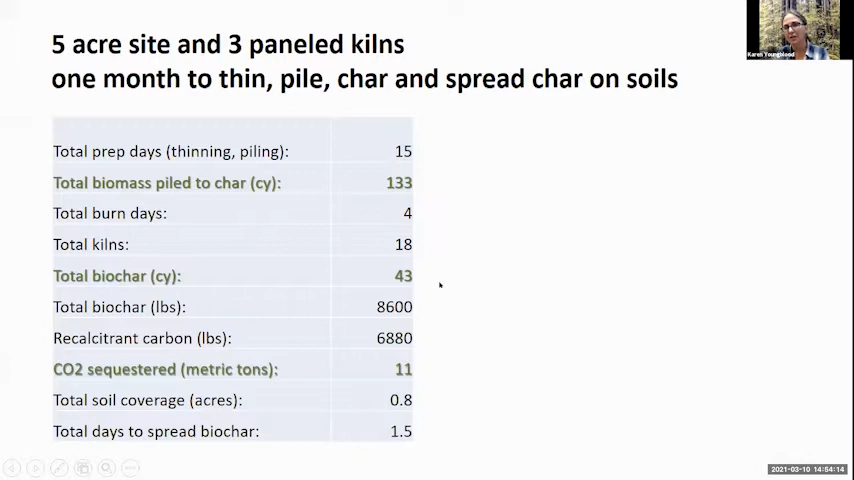 5 acre site and 3 paneled kilns
one month to thin, pile, char and spread char on soils
Karen Youngblood
Total prep days (thinning, piling): 15
Total biomass piled to char (cy): 133
Total burn days: 4
Total kilns: 18
Total biochar (cy): 43
Total biochar (lbs): 8600
Recalcitrant carbon (lbs): 6880
CO2 sequestered (metric tons): 11
Total soil coverage (acres): 0.8
Total days to spread biochar: 1.5
2021-03-10 14:54:14